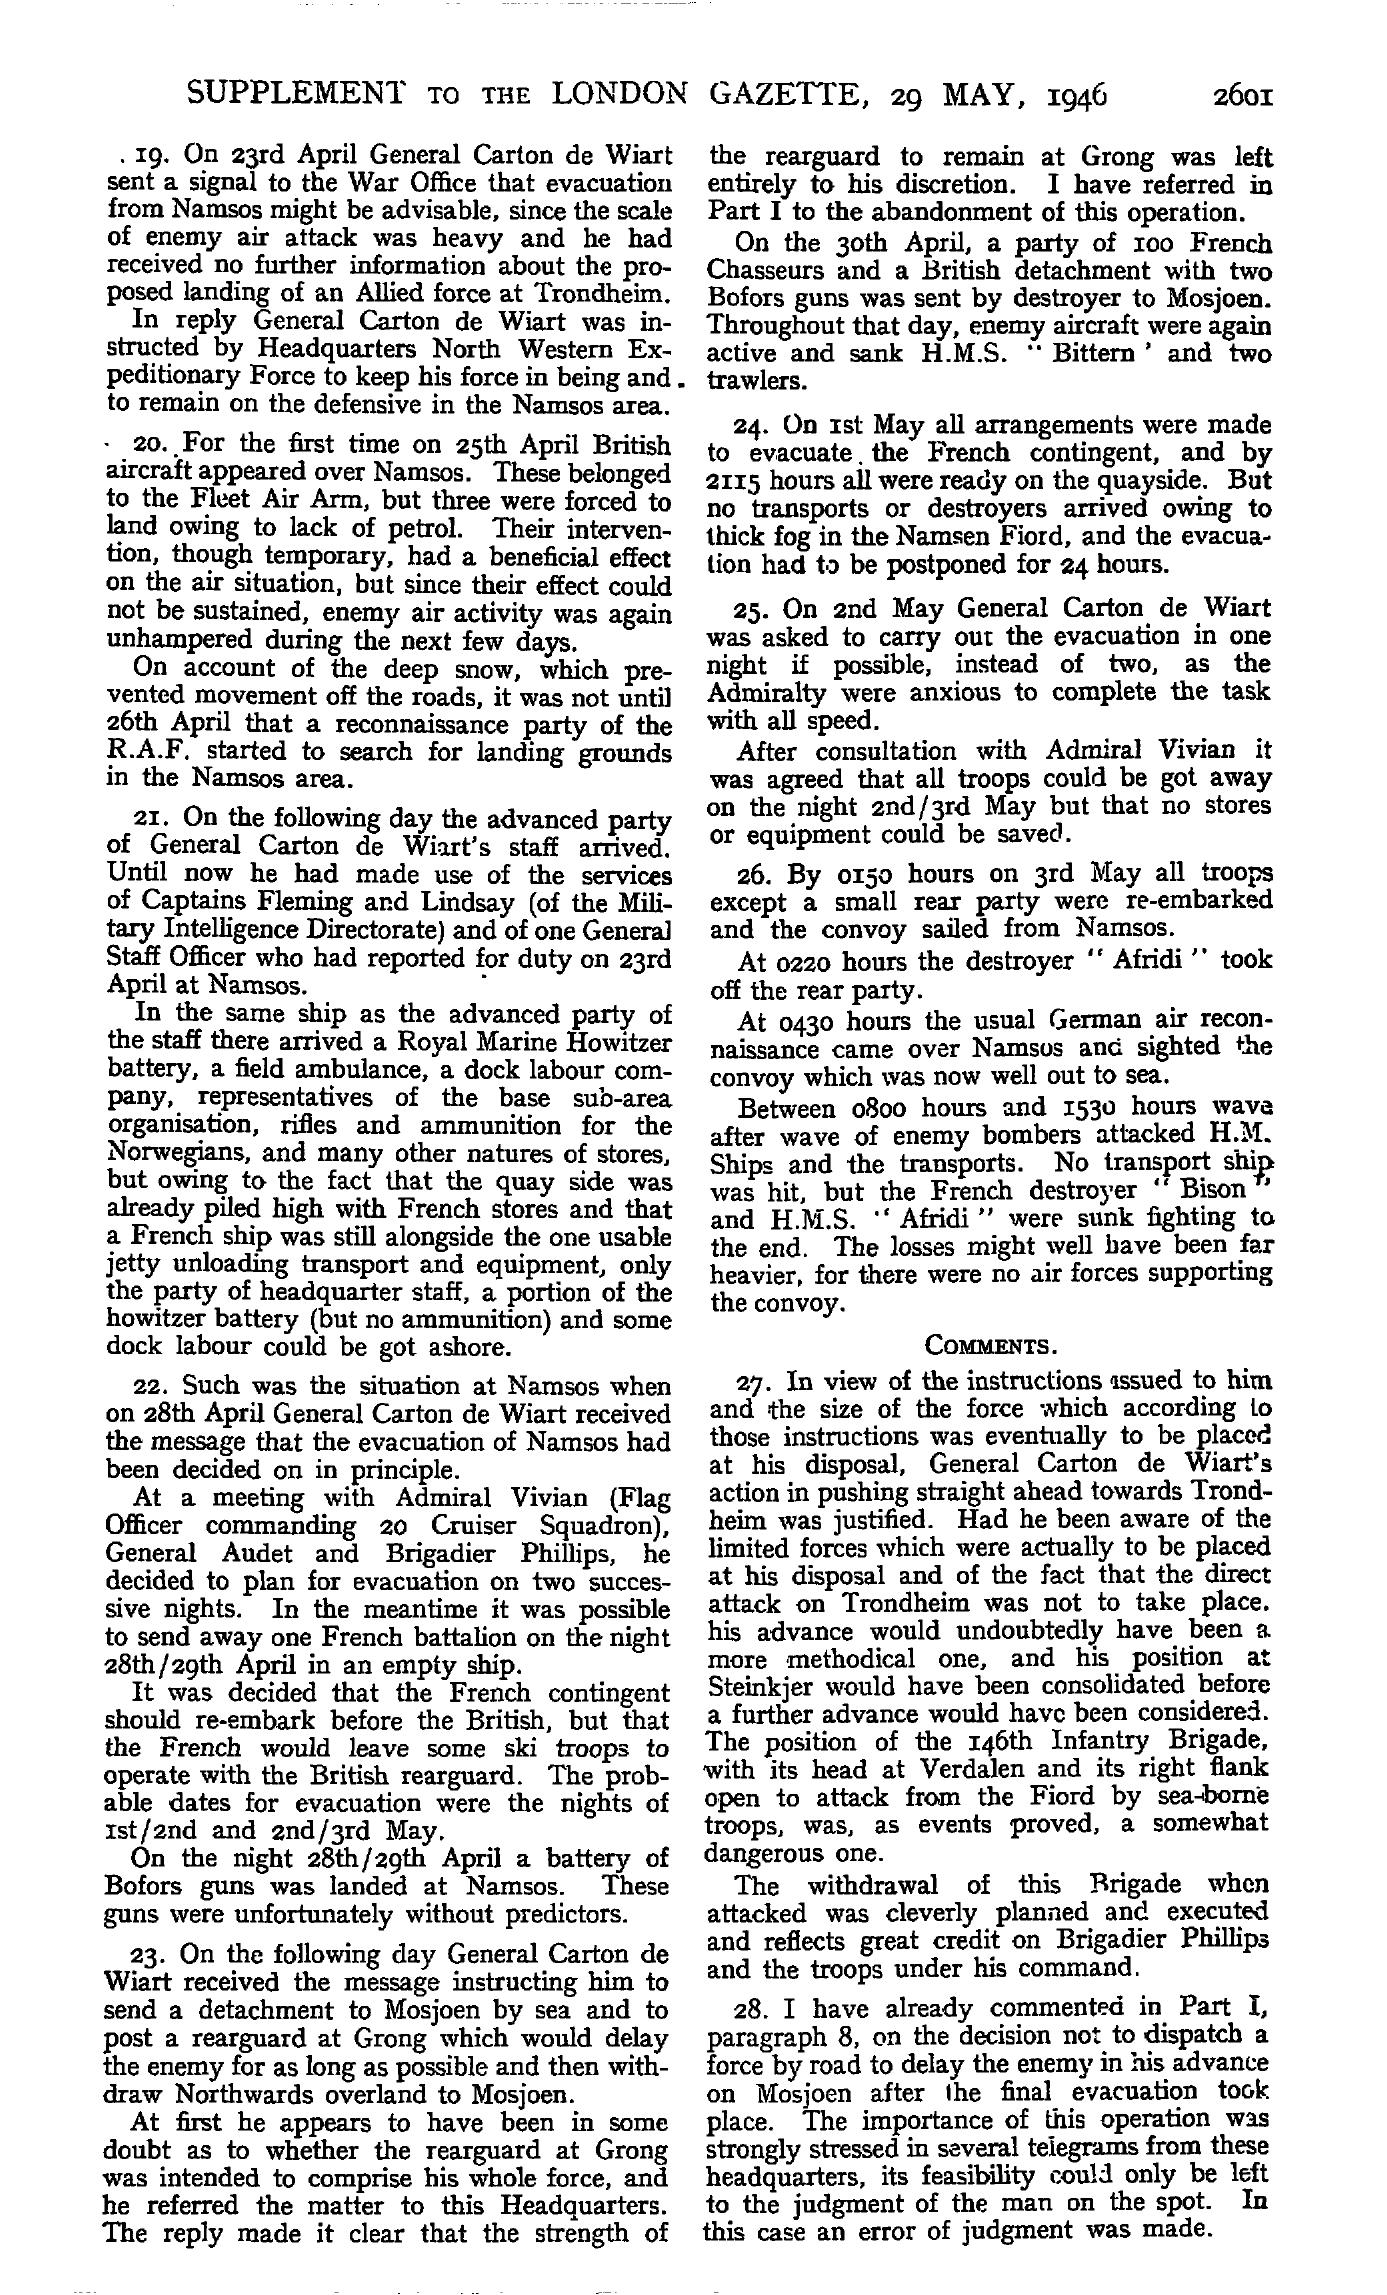 SUPPLEMENT TO THE LONDON GAZETTE, 29 MAY, 1946 2601
19. On 23rd April General Carton de Wiart
sent a signal to the War Office that evacuation
from Namsos might be advisable, since the scale
of enemy air attack was heavy and he had
received no further information about the pro-
posed landing of an Allied force at Trondheim.
In reply General Carton de Wiart was in-
structed by Headquarters North Western Ex-
peditionary Force to keep his force in being and
to remain on the defensive in the Namsos area.
20. For the first time on 25th April British
aircraft appeared over Namsos. These belonged
to the Fleet Air Arm, but three were forced to
land owing to lack of petrol. Their interven-
tion, though temporary, had a beneficial effect
on the air situation, but since their effect could
not be sustained, enemy air activity was again
unhampered during the next few days.
On account of the deep snow, which pre-
vented movement off the roads, it was not until
26th April that a reconnaissance party of the
R.A.F. started to search for landing grounds
in the Namsos area.
21. On the following day the advanced party
of General Carton de Wiart's staff arrived.
Until now he had made use of the services
of Captains Fleming and Lindsay (of the Mili-
tary Intelligence Directorate) and of one General
Staff Officer who had reported for duty on 23rd
April at Namsos.
In the same ship as the advanced party of
the staff there arrived a Royal Marine Howitzer
battery, a field ambulance, a dock labour com-
pany, representatives of the base sub-area
organisation, rifles and ammunition for the
Norwegians, and many other natures of stores,
but owing to the fact that the quay side was
already piled high with French stores and that
a French ship was still alongside the one usable
jetty unloading transport and equipment, only
the party of headquarter staff, a portion of the
howitzer battery (but no ammunition) and some
dock labour could be got ashore.
22. Such was the situation at Namsos when
on 28th April General Carton de Wiart received
the message that the evacuation of Namsos had
been decided on in principle.
At a meeting with Admiral Vivian (Flag
Officer commanding 20 Cruiser Squadron),
General Audet and Brigadier Phillips, he
decided to plan for evacuation on two succes-
sive nights. In the meantime it was possible
to send away one French battalion on the night
28th/29th April in an empty ship.
It was decided that the French contingent
should re-embark before the British, but that
the French would leave some ski troops to
operate with the British rearguard. The prob-
able dates for evacuation were the nights of
1st/2nd and 2nd/3rd May.
On the night 28th/29th April a battery of
Bofors guns was landed at Namsos. These
guns were unfortunately without predictors.
23. On the following day General Carton de
Wiart received the message instructing him to
send a detachment to Mosjoen by sea and to
post a rearguard at Grong which would delay
the enemy for as long as possible and then with-
draw Northwards overland to Mosjoen.
At first he appears to have been in some
doubt as to whether the rearguard at Grong
was intended to comprise his whole force, and
he referred the matter to this Headquarters.
The reply made it clear that the strength of
the rearguard to remain at Grong was left
entirely to his discretion. I have referred in
Part I to the abandonment of this operation.
On the 30th April, a party of 100 French
Chasseurs and a British detachment with two
Bofors guns was sent by destroyer to Mosjoen.
Throughout that day, enemy aircraft were again
active and sank H.M.S. " Bittern ' and two
trawlers.
24. On 1st May all arrangements were made
to evacuate the French contingent, and by
2115 hours all were ready on the quayside. But
no transports or destroyers arrived owing to
thick fog in the Namsen Fiord, and the evacua-
tion had to be postponed for 24 hours.
25. On 2nd May General Carton de Wiart
was asked to carry out the evacuation in one
night if possible, instead of two, as the
Admiralty were anxious to complete the task
with all speed.
After consultation with Admiral Vivian it
was agreed that all troops could be got away
on the night 2nd/3rd May but that no stores
or equipment could be saved.
26. By 0150 hours on 3rd May all troops
except a small rear party were re-embarked
and the convoy sailed from Namsos.
At 0220 hours the destroyer " Afridi " took
off the rear party.
At 0430 hours the usual German air recon-
naissance came over Namsos and sighted the
convoy which was now well out to sea.
Between 0800 hours and 1530 hours wave
after wave of enemy bombers attacked H.M.
Ships and the transports. No transport ship
was hit, but the French destroyer " Bison "
and H.M.S. " Afridi " were sunk fighting to
the end. The losses might well have been far
heavier, for there were no air forces supporting
the convoy.
COMMENTS.
27. In view of the instructions issued to him
and the size of the force which according to
those instructions was eventually to be placed
at his disposal, General Carton de Wiart's
action in pushing straight ahead towards Trond-
heim was justified. Had he been aware of the
limited forces which were actually to be placed
at his disposal and of the fact that the direct
attack on Trondheim was not to take place.
his advance would undoubtedly have been a
more methodical one, and his position at
Steinkjer would have been consolidated before
a further advance would have been considered.
The position of the 146th Infantry Brigade,
with its head at Verdalen and its right flank
open to attack from the Fiord by sea-borne
troops, was, as events proved, a somewhat
dangerous one.
The withdrawal of this Brigade when
attacked was cleverly planned and executed
and reflects great credit on Brigadier Phillips
and the troops under his command.
28. I have already commented in Part I,
paragraph 8, on the decision not to dispatch a
force by road to delay the enemy in his advance
on Mosjoen after the final evacuation took
place. The importance of this operation was
strongly stressed in several telegrams from these
headquarters, its feasibility could only be left
to the judgment of the man on the spot. In
this case an error of judgment was made.